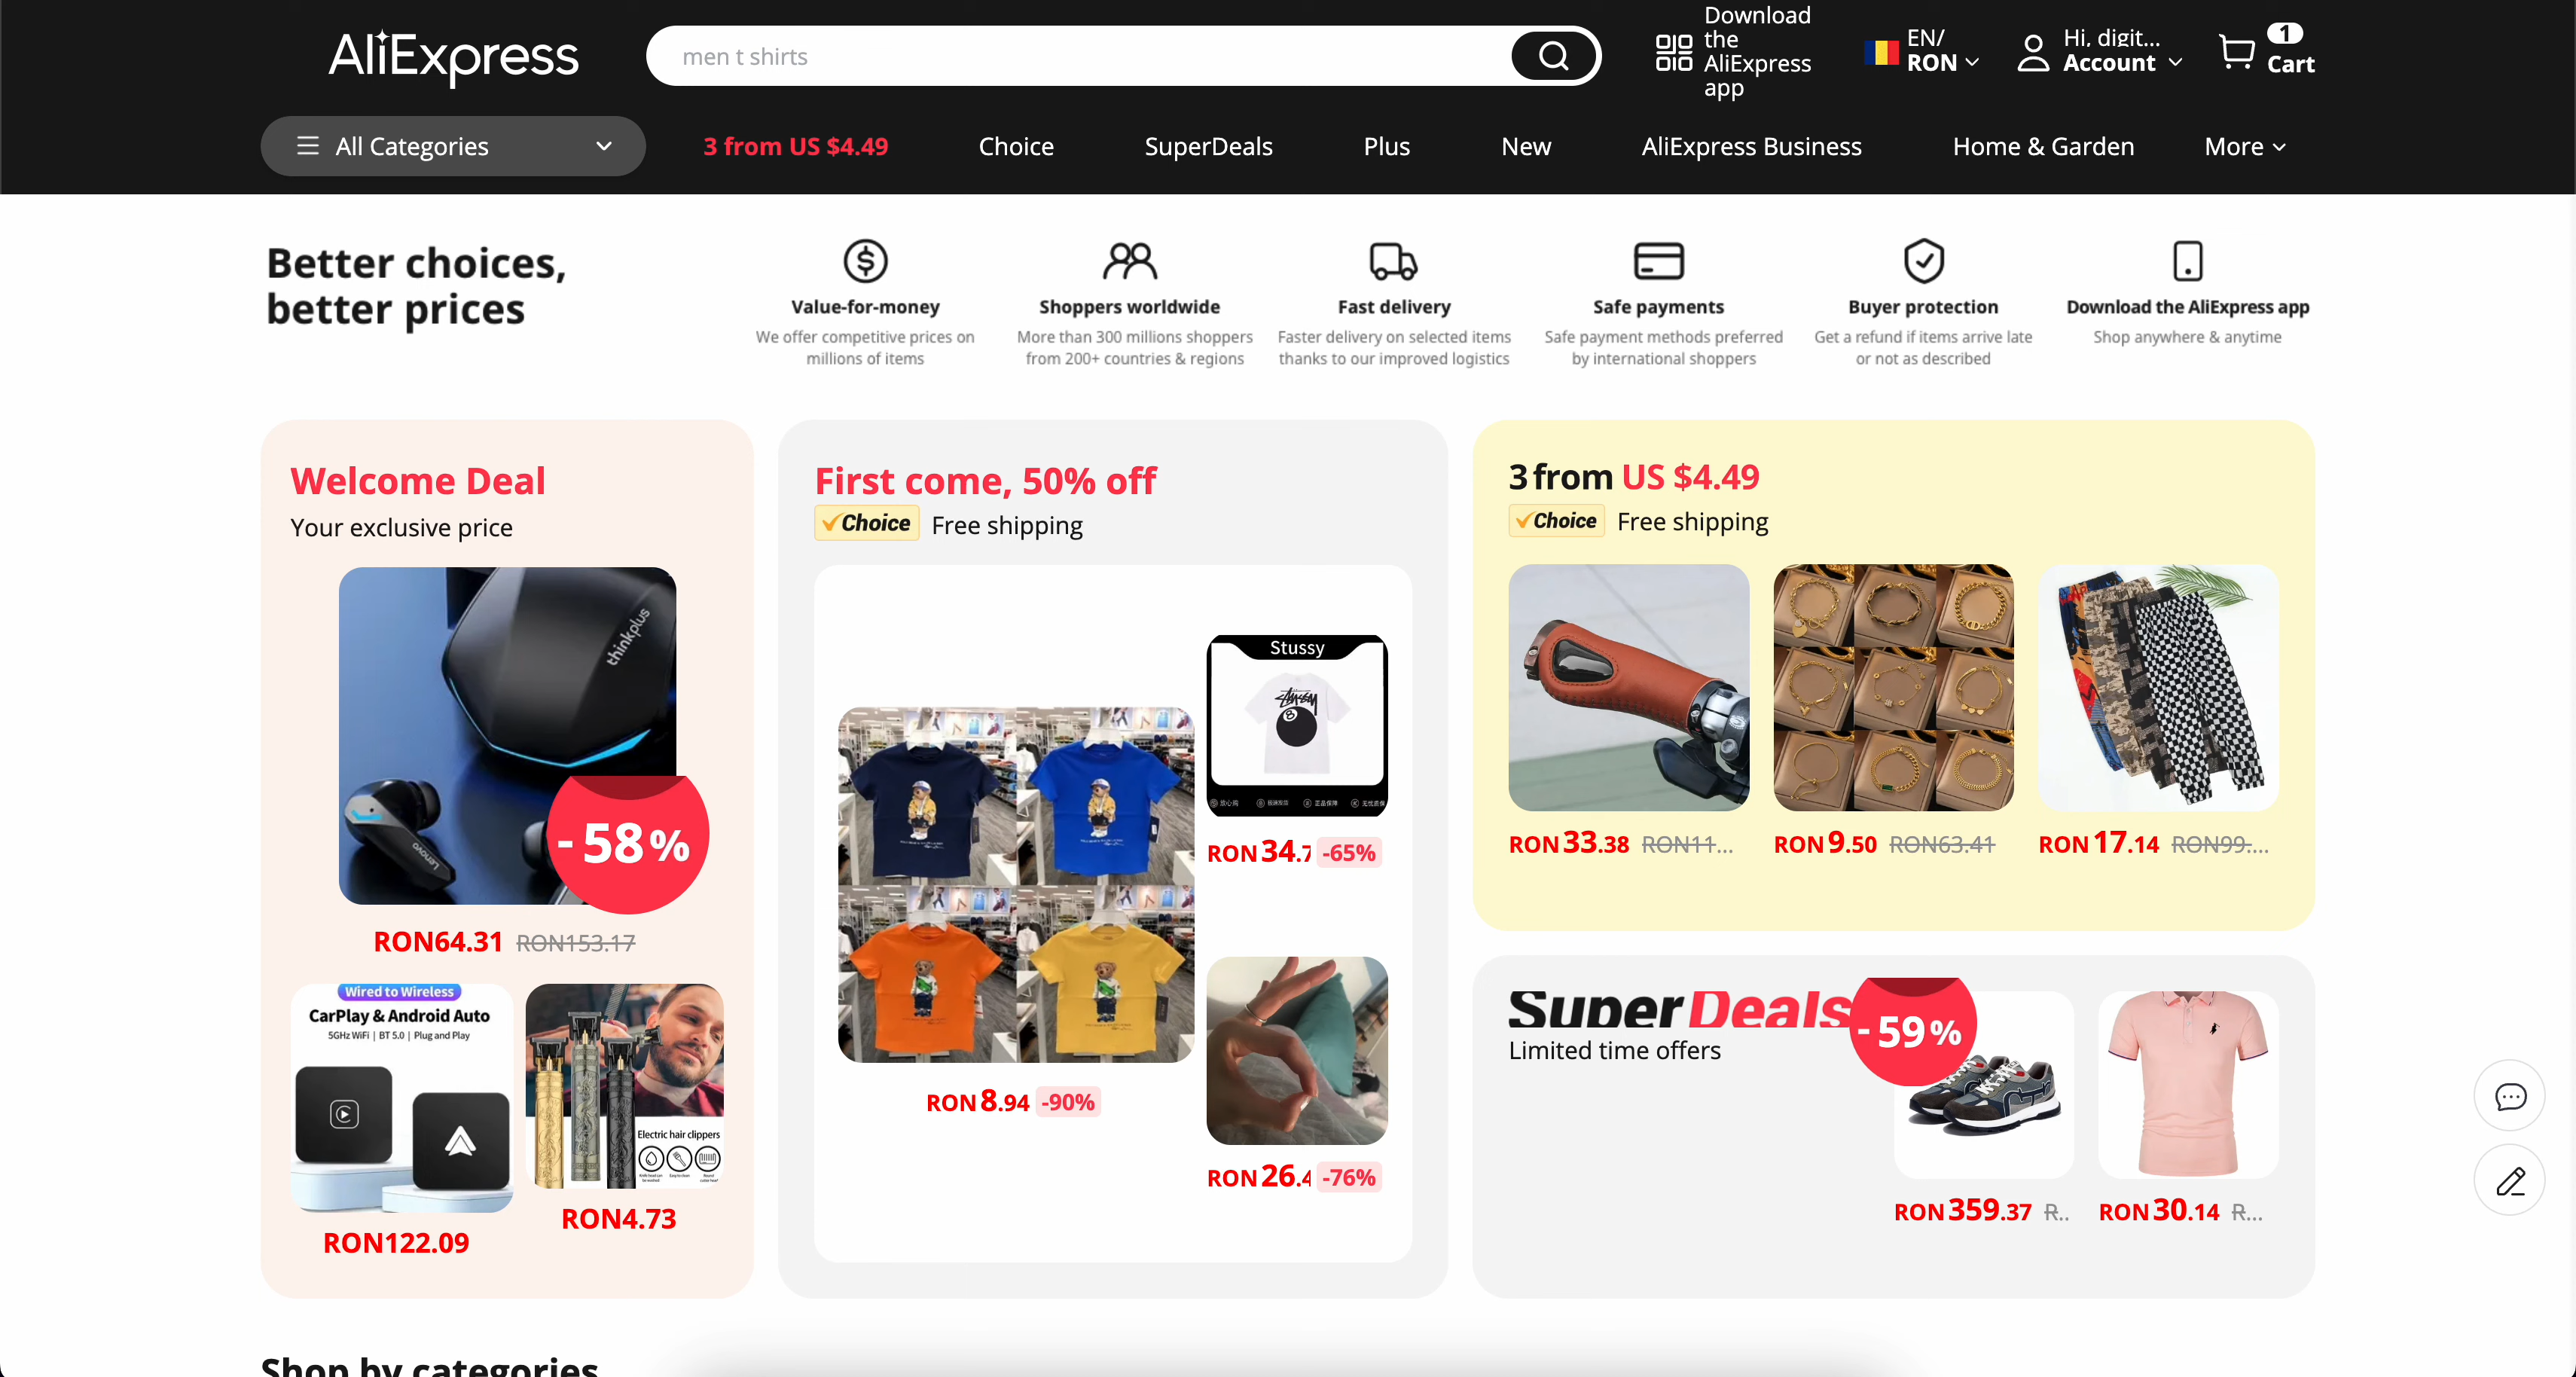 AliExpress
men t shirts
Download
the
AliExpress
app
EN/
RON
Hi, digit...
Account
1
Cart
All Categories
3 from US $4.49
Choice
SuperDeals
Plus
New
AliExpress Business
Home & Garden
More
Better choices,
better prices
Value-for-money
We offer competitive prices on
millions of items
Shoppers worldwide
More than 300 millions shoppers
from 200+ countries & regions
Fast delivery
Faster delivery on selected items
thanks to our improved logistics
Safe payments
Safe payment methods preferred
by international shoppers
Buyer protection
Get a refund if items arrive late
or not as described
Download the AliExpress app
Shop anywhere & anytime
Welcome Deal
Your exclusive price
thinkplus
Lenovo
-58%
RON64.31 RON153.17
Wired to Wireless
CarPlay & Android Auto
5GHz WiFi | BT 5.0 | Plug and Play
RON122.09
Electric hair clippers
RON4.73
First come, 50% off
Choice Free shipping
RON8.94 -90%
Stussy
RON34.7 -65%
RON26.4 -76%
3 from US $4.49
Choice Free shipping
RON33.38 RON11...
RON9.50 RON63.41
RON17.14 RON99....
SuperDeals
Limited time offers
-59%
RON359.37 R..
RON30.14 R...
Shop by categories